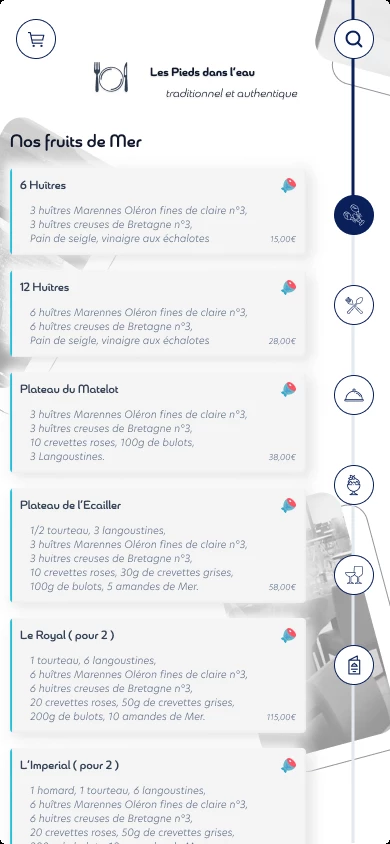 Les Pieds dans l'eau
traditionnel et authentique
Nos fruits de Mer
6 Huîtres
3 huîtres Marennes Oléron fines de claire n°3,
3 huîtres creuses de Bretagne n°3,
Pain de seigle, vinaigre aux échalotes 15,00€
12 Huîtres
6 huîtres Marennes Oléron fines de claire n°3,
6 huîtres creuses de Bretagne n°3,
Pain de seigle, vinaigre aux échalotes 28,00€
Plateau du Matelot
3 huîtres Marennes Oléron fines de claire n°3,
3 huîtres creuses de Bretagne n°3,
10 crevettes roses, 100g de bulots,
3 Langoustines. 38,00€
Plateau de l'Ecailler
1/2 tourteau, 3 langoustines,
3 huîtres Marennes Oléron fines de claire n°3,
3 huitres creuses de Bretagne n°3,
10 crevettes roses, 30g de crevettes grises,
100g de bulots, 5 amandes de Mer. 58,00€
Le Royal ( pour 2 )
1 tourteau, 6 langoustines,
6 huîtres Marennes Oléron fines de claire n°3,
6 huitres creuses de Bretagne n°3,
20 crevettes roses, 50g de crevettes grises,
200g de bulots, 10 amandes de Mer. 115,00€
L'Imperial ( pour 2 )
1 homard, 1 tourteau, 6 langoustines,
6 huîtres Marennes Oléron fines de claire n°3,
6 huitres creuses de Bretagne n°3,
20 crevettes roses, 50g de crevettes grises,